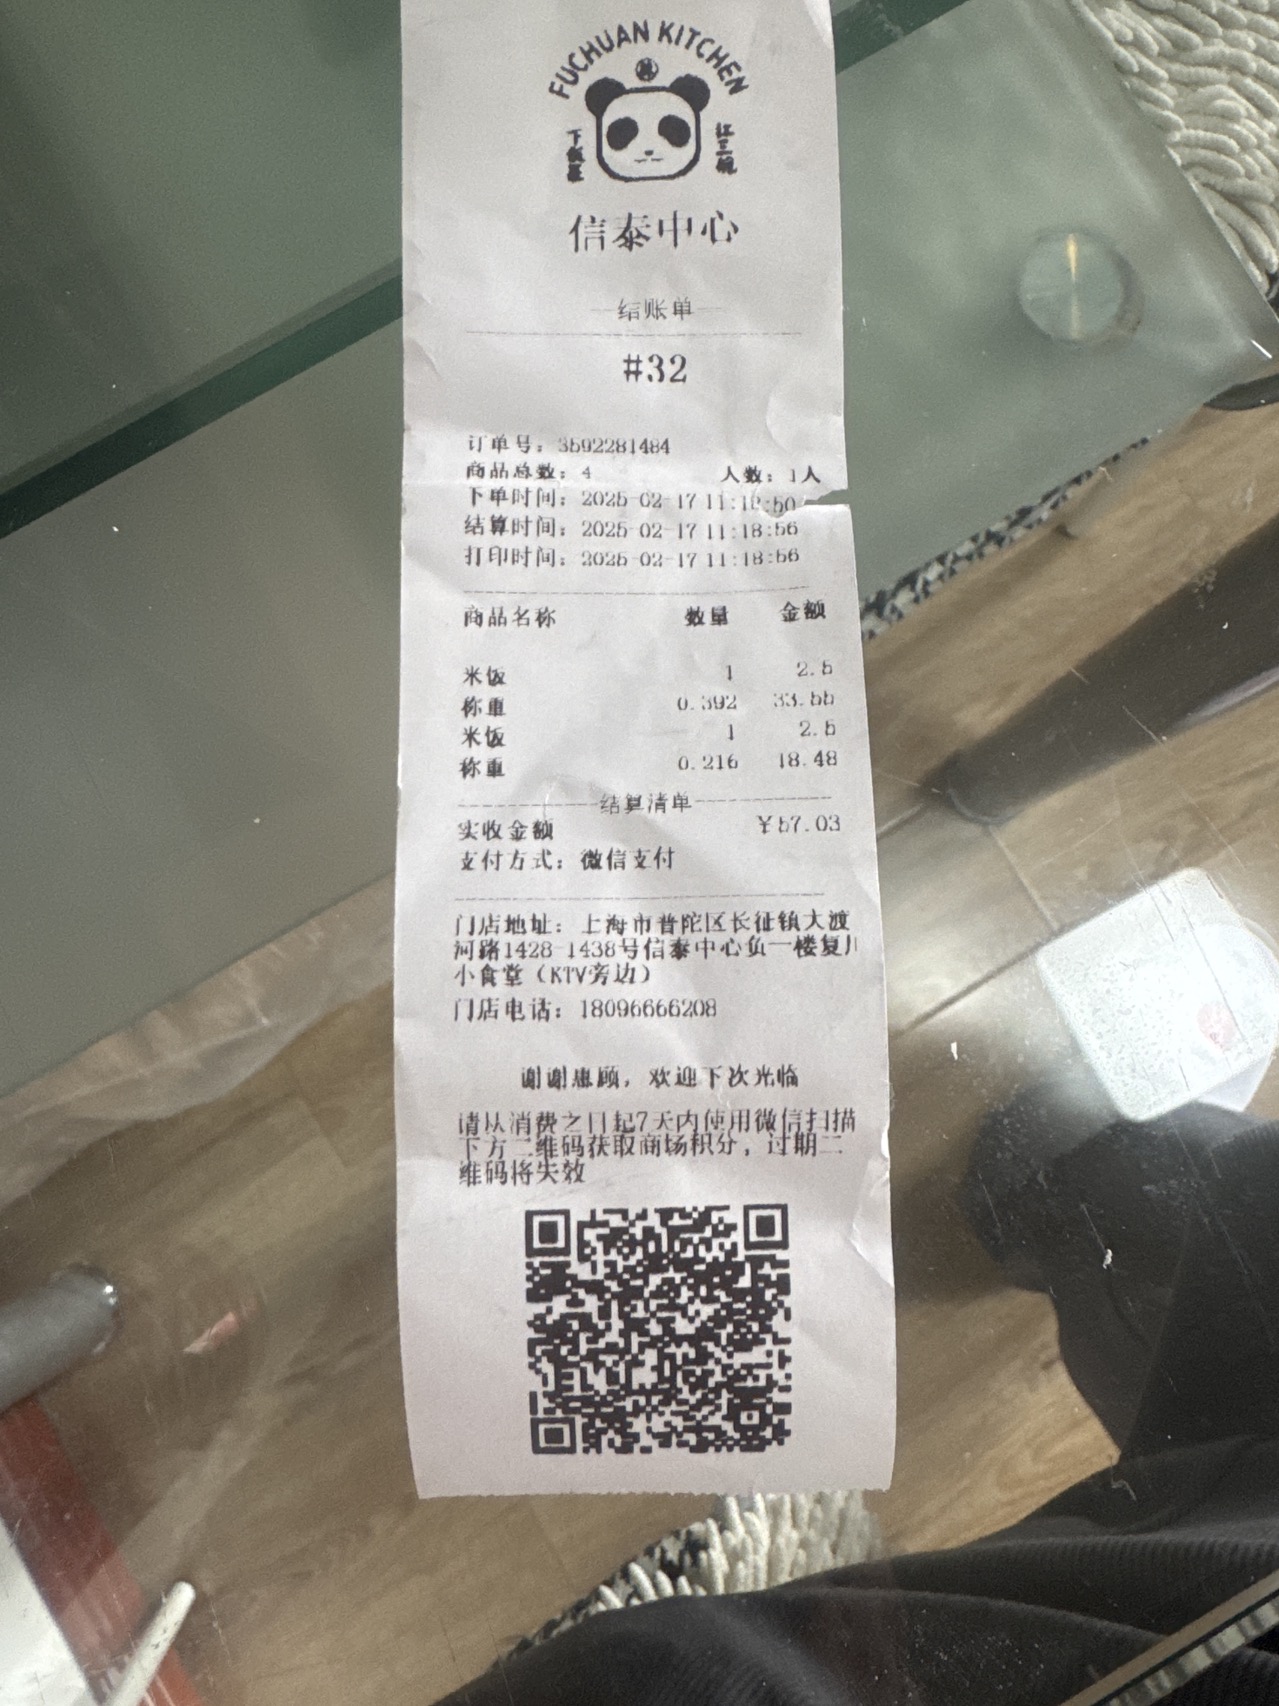 FUCHUAN KITCHEN
下饭菜
红三碗
信泰中心
结账单
#32
订单号：3592281484
商品总数：4 人数：1人
下单时间：2025-02-17 11:18:50
结算时间：2025-02-17 11:18:56
打印时间：2025-02-17 11:18:56
商品名称 数量 金额
米饭 1 2.5
称重 0.392 33.55
米饭 1 2.5
称重 0.216 18.48
结算清单
实收金额 ￥57.03
支付方式：微信支付
门店地址：上海市普陀区长征镇大渡
河路1428-1438号信泰中心负一楼复川
小食堂（KTV旁边）
门店电话：18096666208
谢谢惠顾，欢迎下次光临
请从消费之日起7天内使用微信扫描
下方二维码获取商场积分，过期二
维码将失效